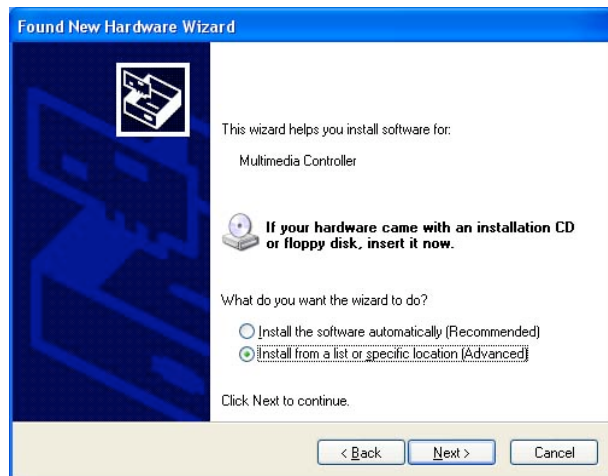 Found New Hardware Wizard
This wizard helps you install software for:
Multimedia Controller
If your hardware came with an installation CD
or floppy disk, insert it now.
What do you want the wizard to do?
Install the software automatically (Recommended)
Install from a list or specific location (Advanced)
Click Next to continue.
< Back
Next >
Cancel